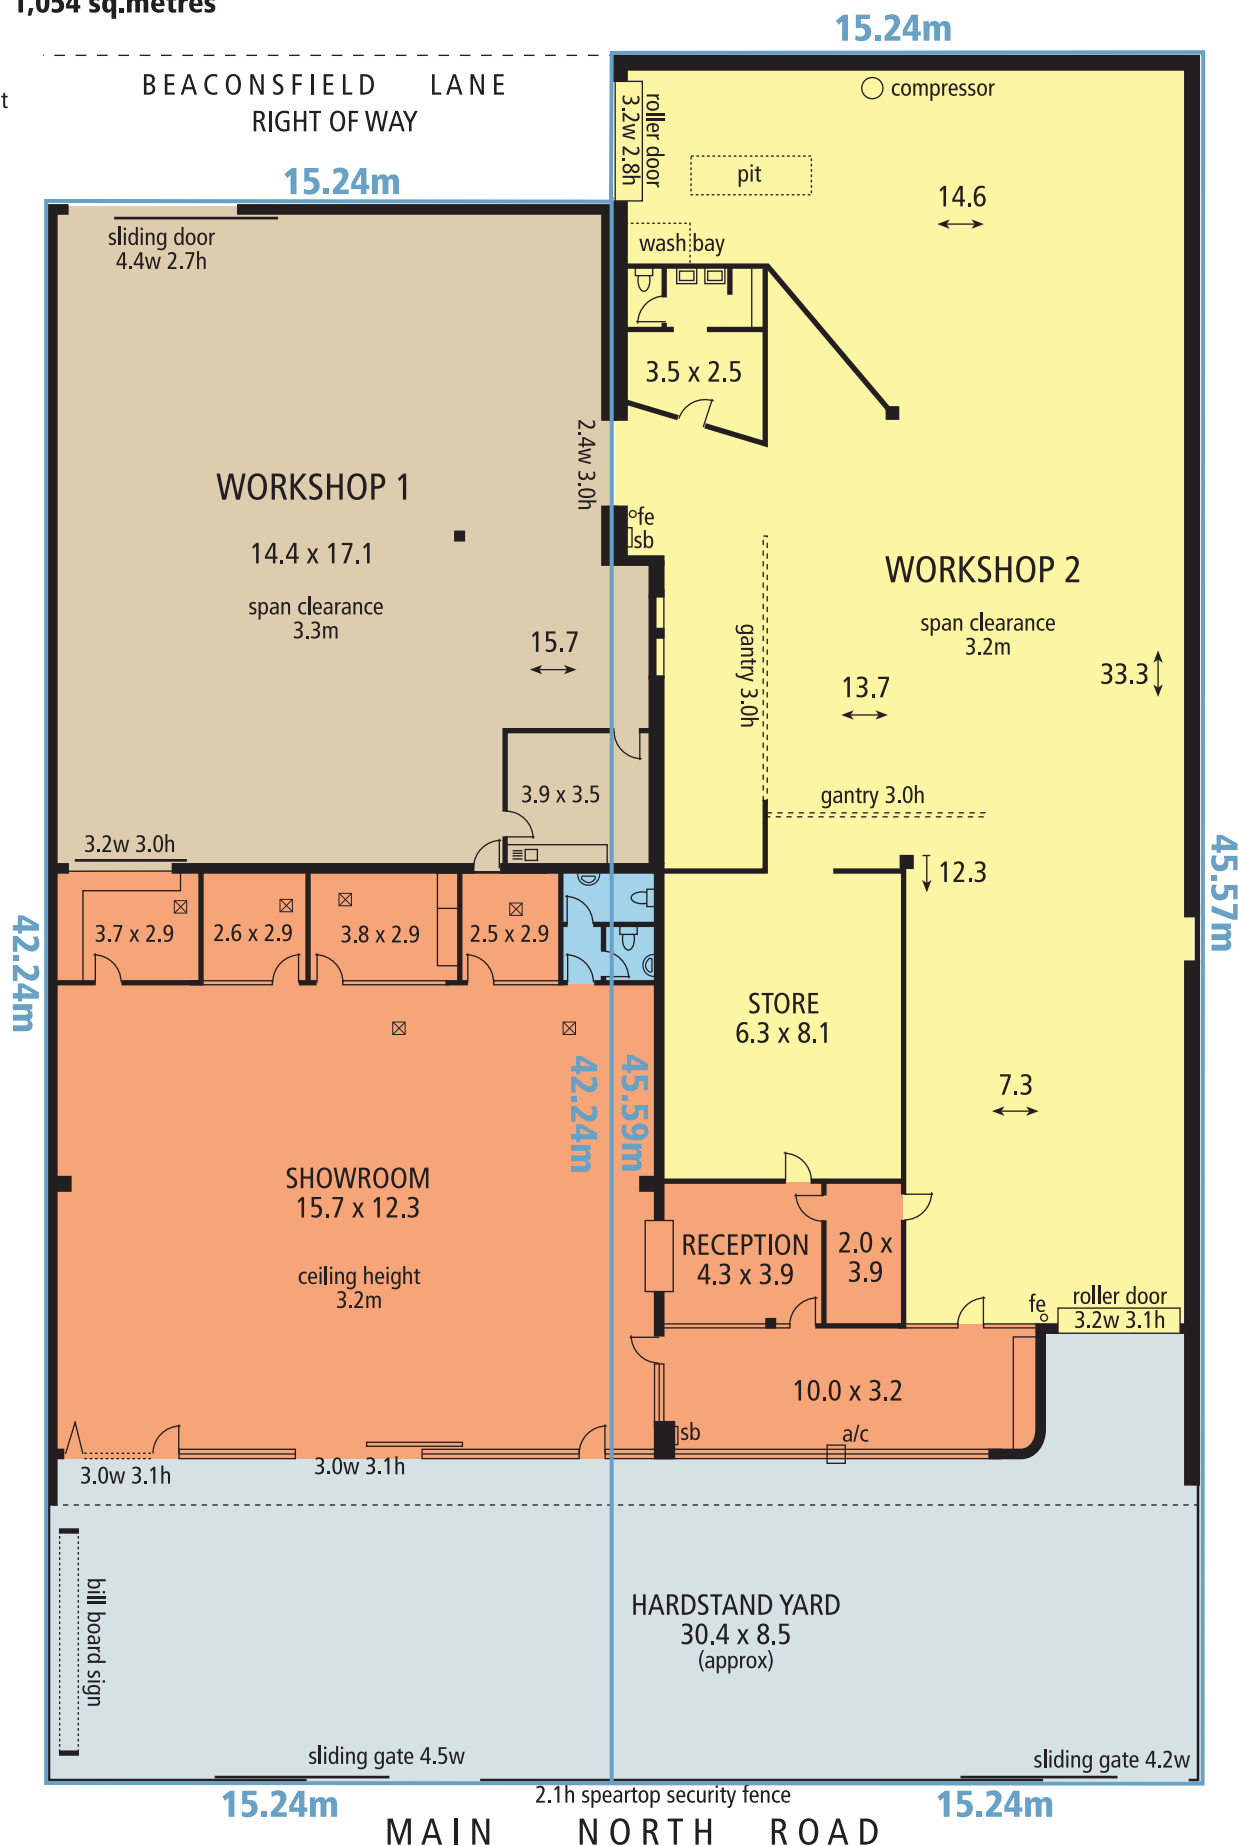 1,054 sq.metres
15.24m
t
BEACONSFIELD LANE
RIGHT OF WAY
15.24m
compressor
roller door
3.2w 2.8h
pit
14.6
wash bay
sliding door
4.4w 2.7h
3.5 x 2.5
2.4w 3.0h
WORKSHOP 1
14.4 x 17.1
span clearance
3.3m
fe
sb
WORKSHOP 2
span clearance
3.2m
15.7
gantry 3.0h
13.7
33.3
3.9 x 3.5
gantry 3.0h
3.2w 3.0h
12.3
45.57m
42.24m
3.7 x 2.9
2.6 x 2.9
3.8 x 2.9
2.5 x 2.9
STORE
6.3 x 8.1
42.24m
45.59m
7.3
SHOWROOM
15.7 x 12.3
ceiling height
3.2m
RECEPTION
4.3 x 3.9
2.0 x
3.9
fe
roller door
3.2w 3.1h
10.0 x 3.2
sb
a/c
3.0w 3.1h
3.0w 3.1h
bill board sign
HARDSTAND YARD
30.4 x 8.5
(approx)
sliding gate 4.5w
sliding gate 4.2w
15.24m
2.1h speartop security fence
15.24m
MAIN NORTH ROAD